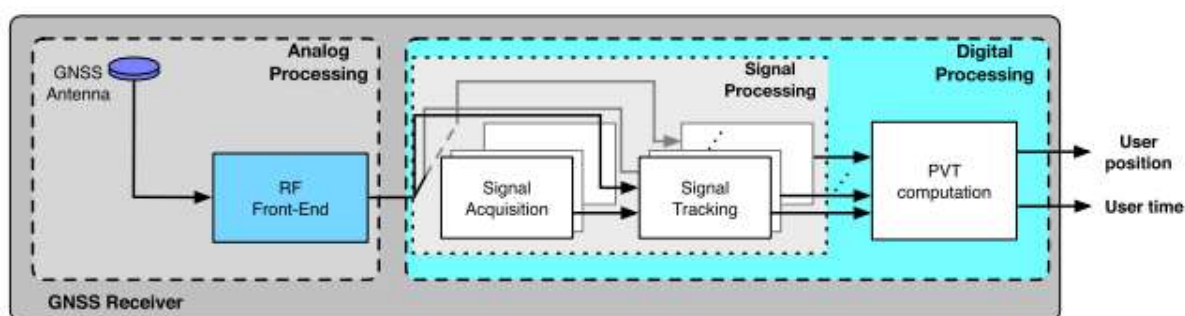 Analog
Processing
GNSS
Antenna
RF
Front-End
Digital
Processing
Signal
Processing
Signal
Acquisition
Signal
Tracking
PVT
computation
User
position
User time
GNSS Receiver